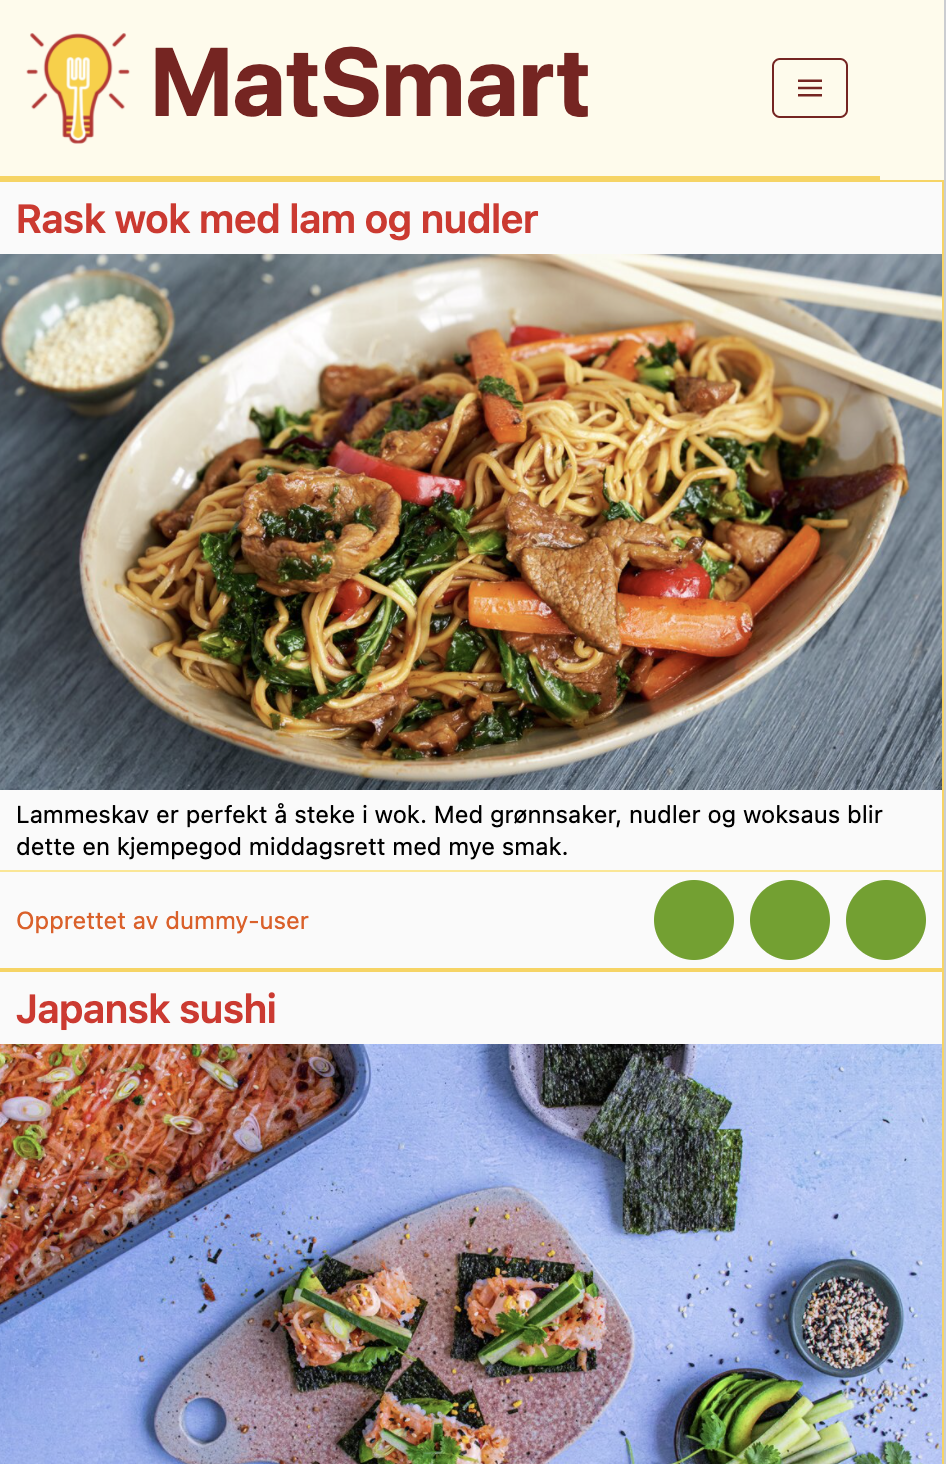 MatSmart
Rask wok med lam og nudler
Lammeskav er perfekt å steke i wok. Med grønnsaker, nudler og woksaus blir
dette en kjempegod middagsrett med mye smak.
Opprettet av dummy-user
Japansk sushi